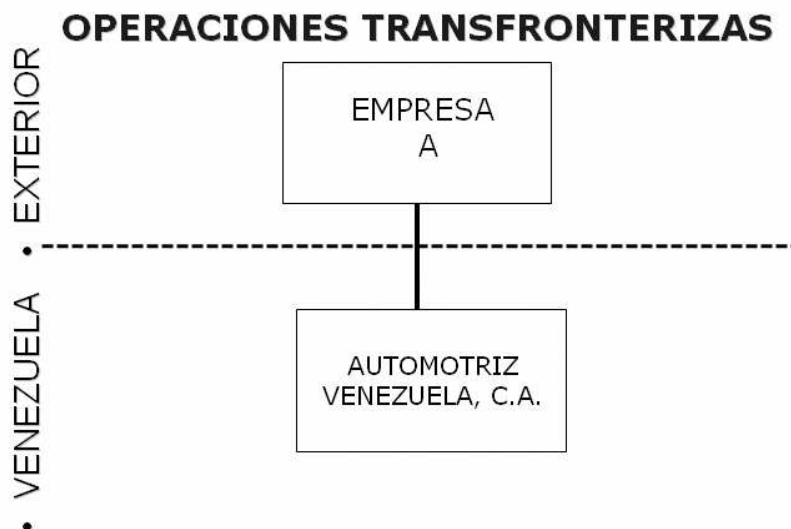 OPERACIONES TRANSFRONTERIZAS
• EXTERIOR
EMPRESA
A
• VENEZUELA
AUTOMOTRIZ
VENEZUELA, C.A.